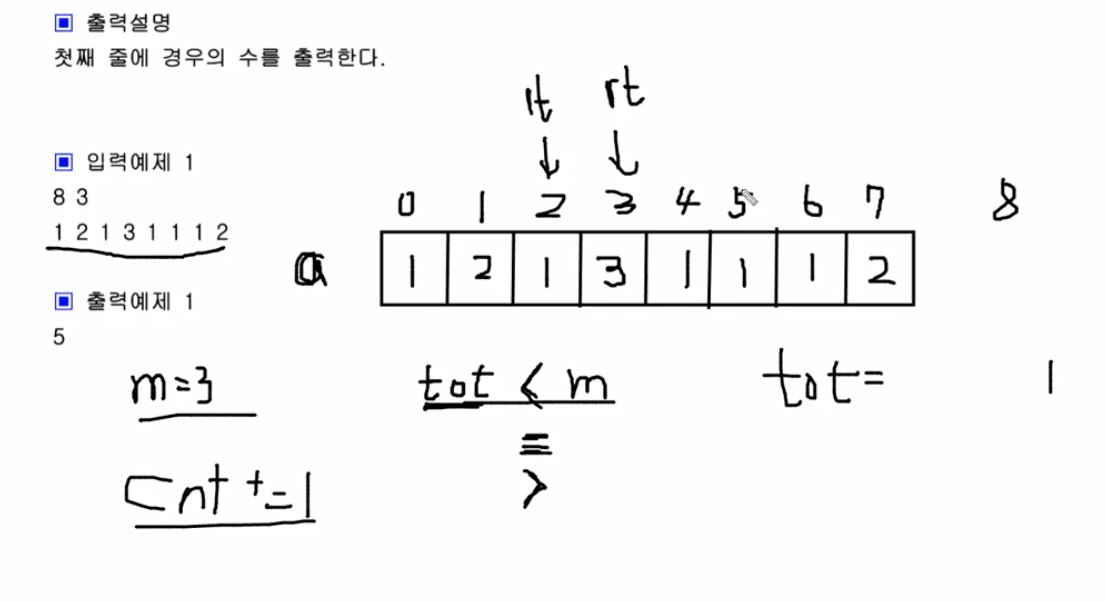 ▣ 출력설명
첫째 줄에 경우의 수를 출력한다.
lt rt
▣ 입력예제 1
8 3
1 2 1 3 1 1 1 2
0 1 2 3 4 5 6 7 8
a 1 2 1 3 1 1 1 2
▣ 출력예제 1
5
m=3 tot < m tot= 1
=
>
cnt +=1